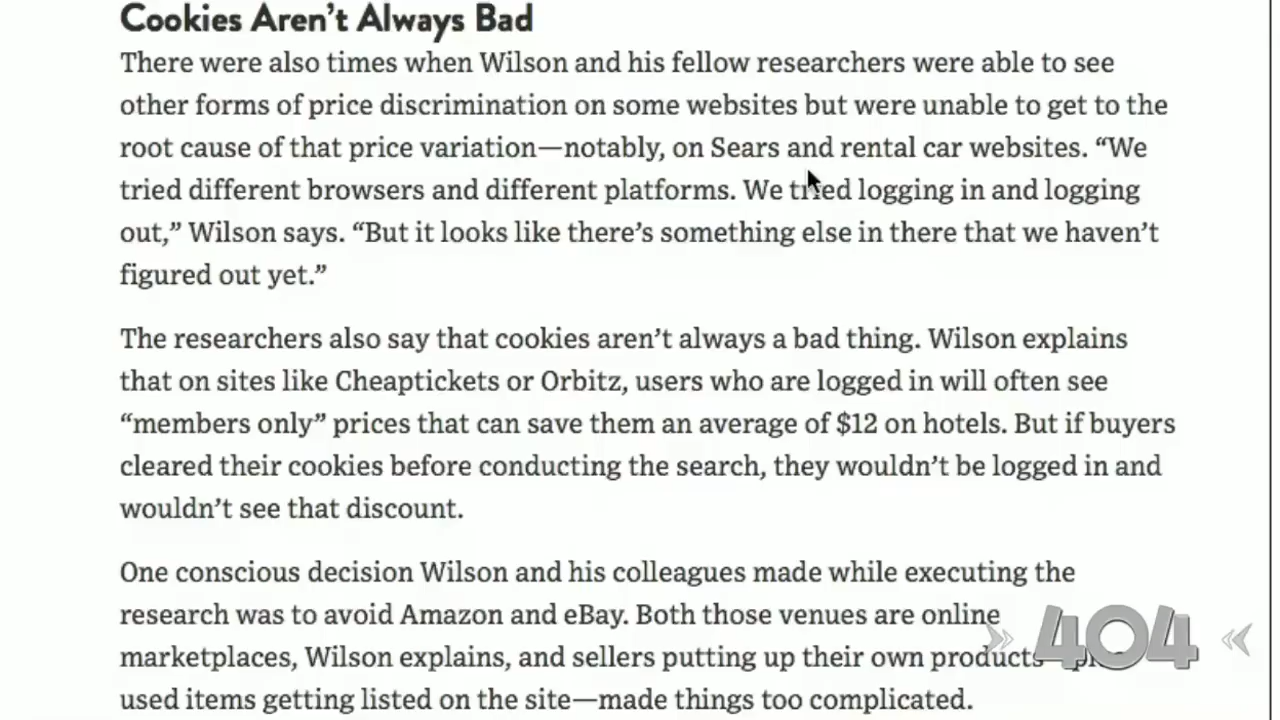 Cookies Aren’t Always Bad
There were also times when Wilson and his fellow researchers were able to see
other forms of price discrimination on some websites but were unable to get to the
root cause of that price variation—notably, on Sears and rental car websites. “We
tried different browsers and different platforms. We tried logging in and logging
out,” Wilson says. “But it looks like there’s something else in there that we haven’t
figured out yet.”
The researchers also say that cookies aren’t always a bad thing. Wilson explains
that on sites like Cheaptickets or Orbitz, users who are logged in will often see
“members only” prices that can save them an average of $12 on hotels. But if buyers
cleared their cookies before conducting the search, they wouldn’t be logged in and
wouldn’t see that discount.
One conscious decision Wilson and his colleagues made while executing the
research was to avoid Amazon and eBay. Both those venues are online
marketplaces, Wilson explains, and sellers putting up their own products—
used items getting listed on the site—made things too complicated.
» 404 «